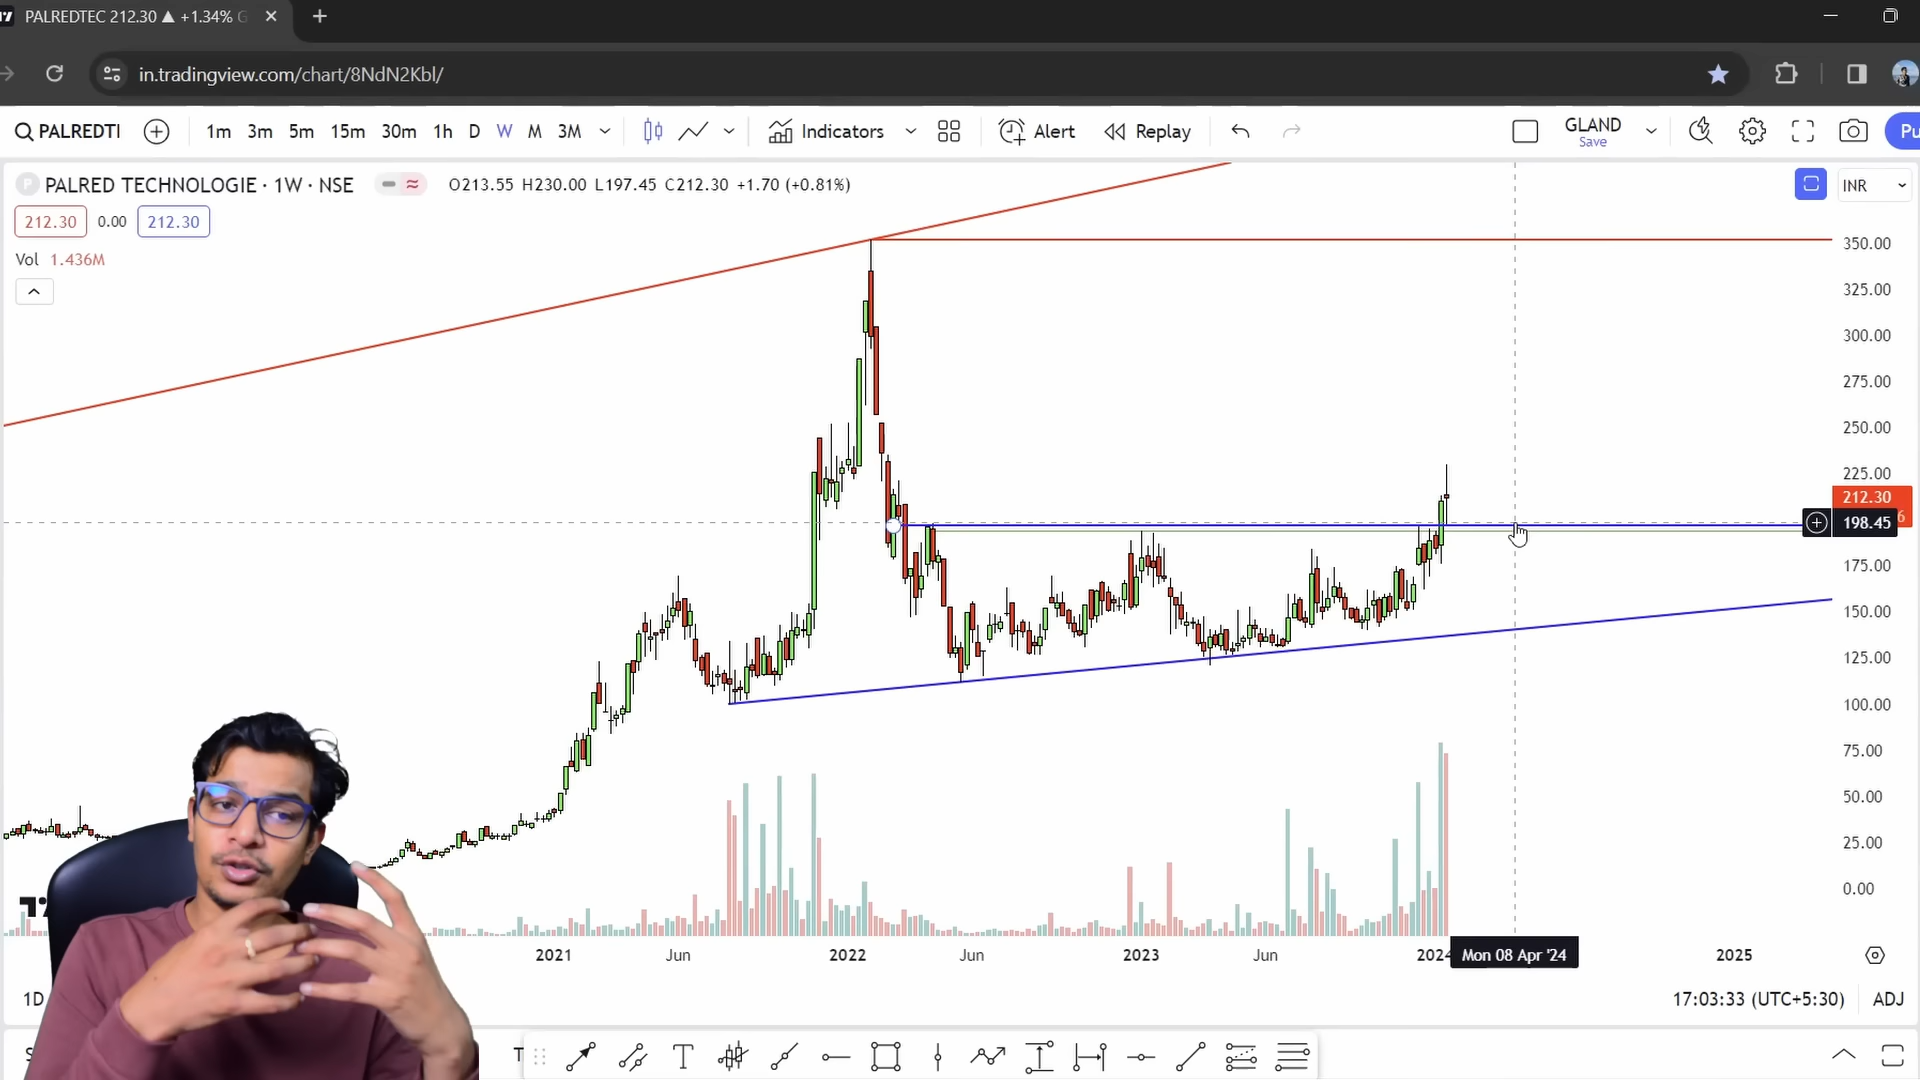 PALREDTEC 212.30 ▲ +1.34% G
in.tradingview.com/chart/8NdN2Kbl/
PALREDTI 1m 3m 5m 15m 30m 1h D W M 3M Indicators Alert Replay GLAND Save Pu
PALRED TECHNOLOGIE · 1W · NSE O213.55 H230.00 L197.45 C212.30 +1.70 (+0.81%) INR
212.30 0.00 212.30
Vol 1.436M
350.00
325.00
300.00
275.00
250.00
225.00
212.30
198.45
175.00
150.00
125.00
100.00
75.00
50.00
25.00
0.00
2021 Jun 2022 Jun 2023 Jun 2024 Mon 08 Apr '24 2025
1D 17:03:33 (UTC+5:30) ADJ